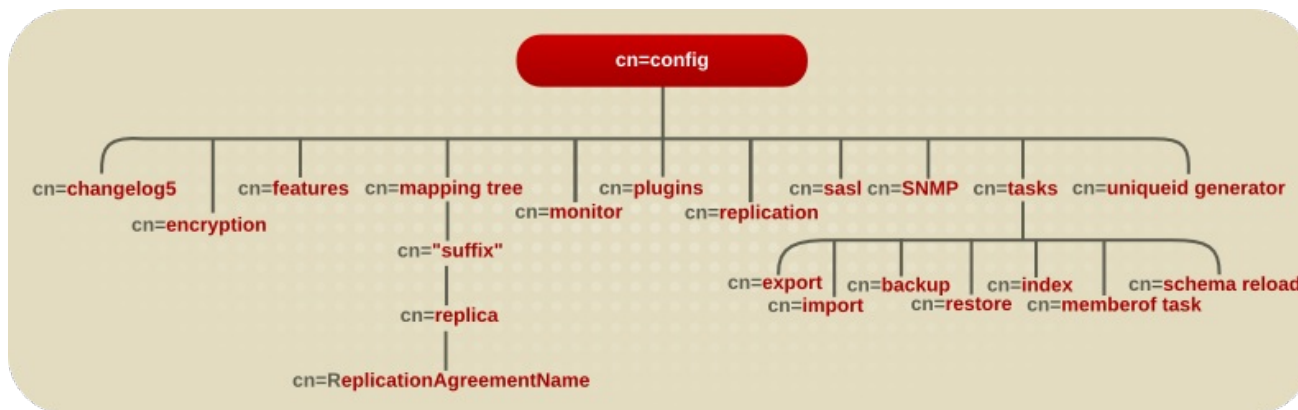 cn=config
cn=changelog5
cn=encryption
cn=features
cn=mapping tree
cn=monitor
cn=plugins
cn=replication
cn=sasl
cn=SNMP
cn=tasks
cn=uniqueid generator
cn="suffix"
cn=replica
cn=ReplicationAgreementName
cn=export
cn=import
cn=backup
cn=restore
cn=index
cn=memberof task
cn=schema reload